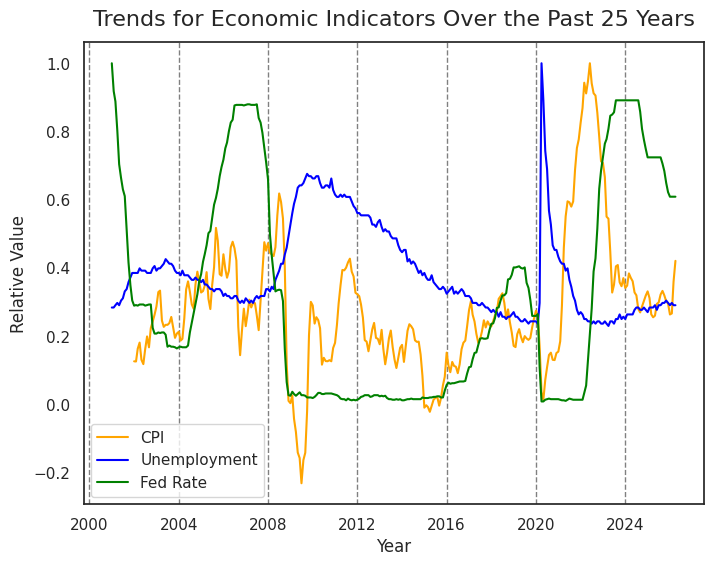 Trends for Economic Indicators Over the Past 25 Years
Relative Value
1.0
0.8
0.6
0.4
0.2
0.0
−0.2
CPI
Unemployment
Fed Rate
2000 2004 2008 2012 2016 2020 2024
Year